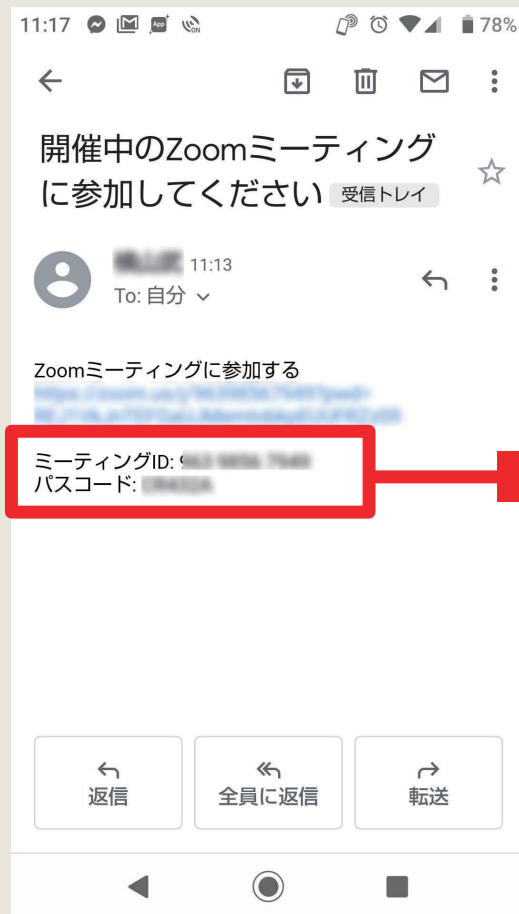 11:17 App ON 78%
開催中のZoomミーティング
に参加してください 受信トレイ
11:13
To: 自分
Zoomミーティングに参加する
ミーティングID: 9
パスコード:
返信 全員に返信 転送